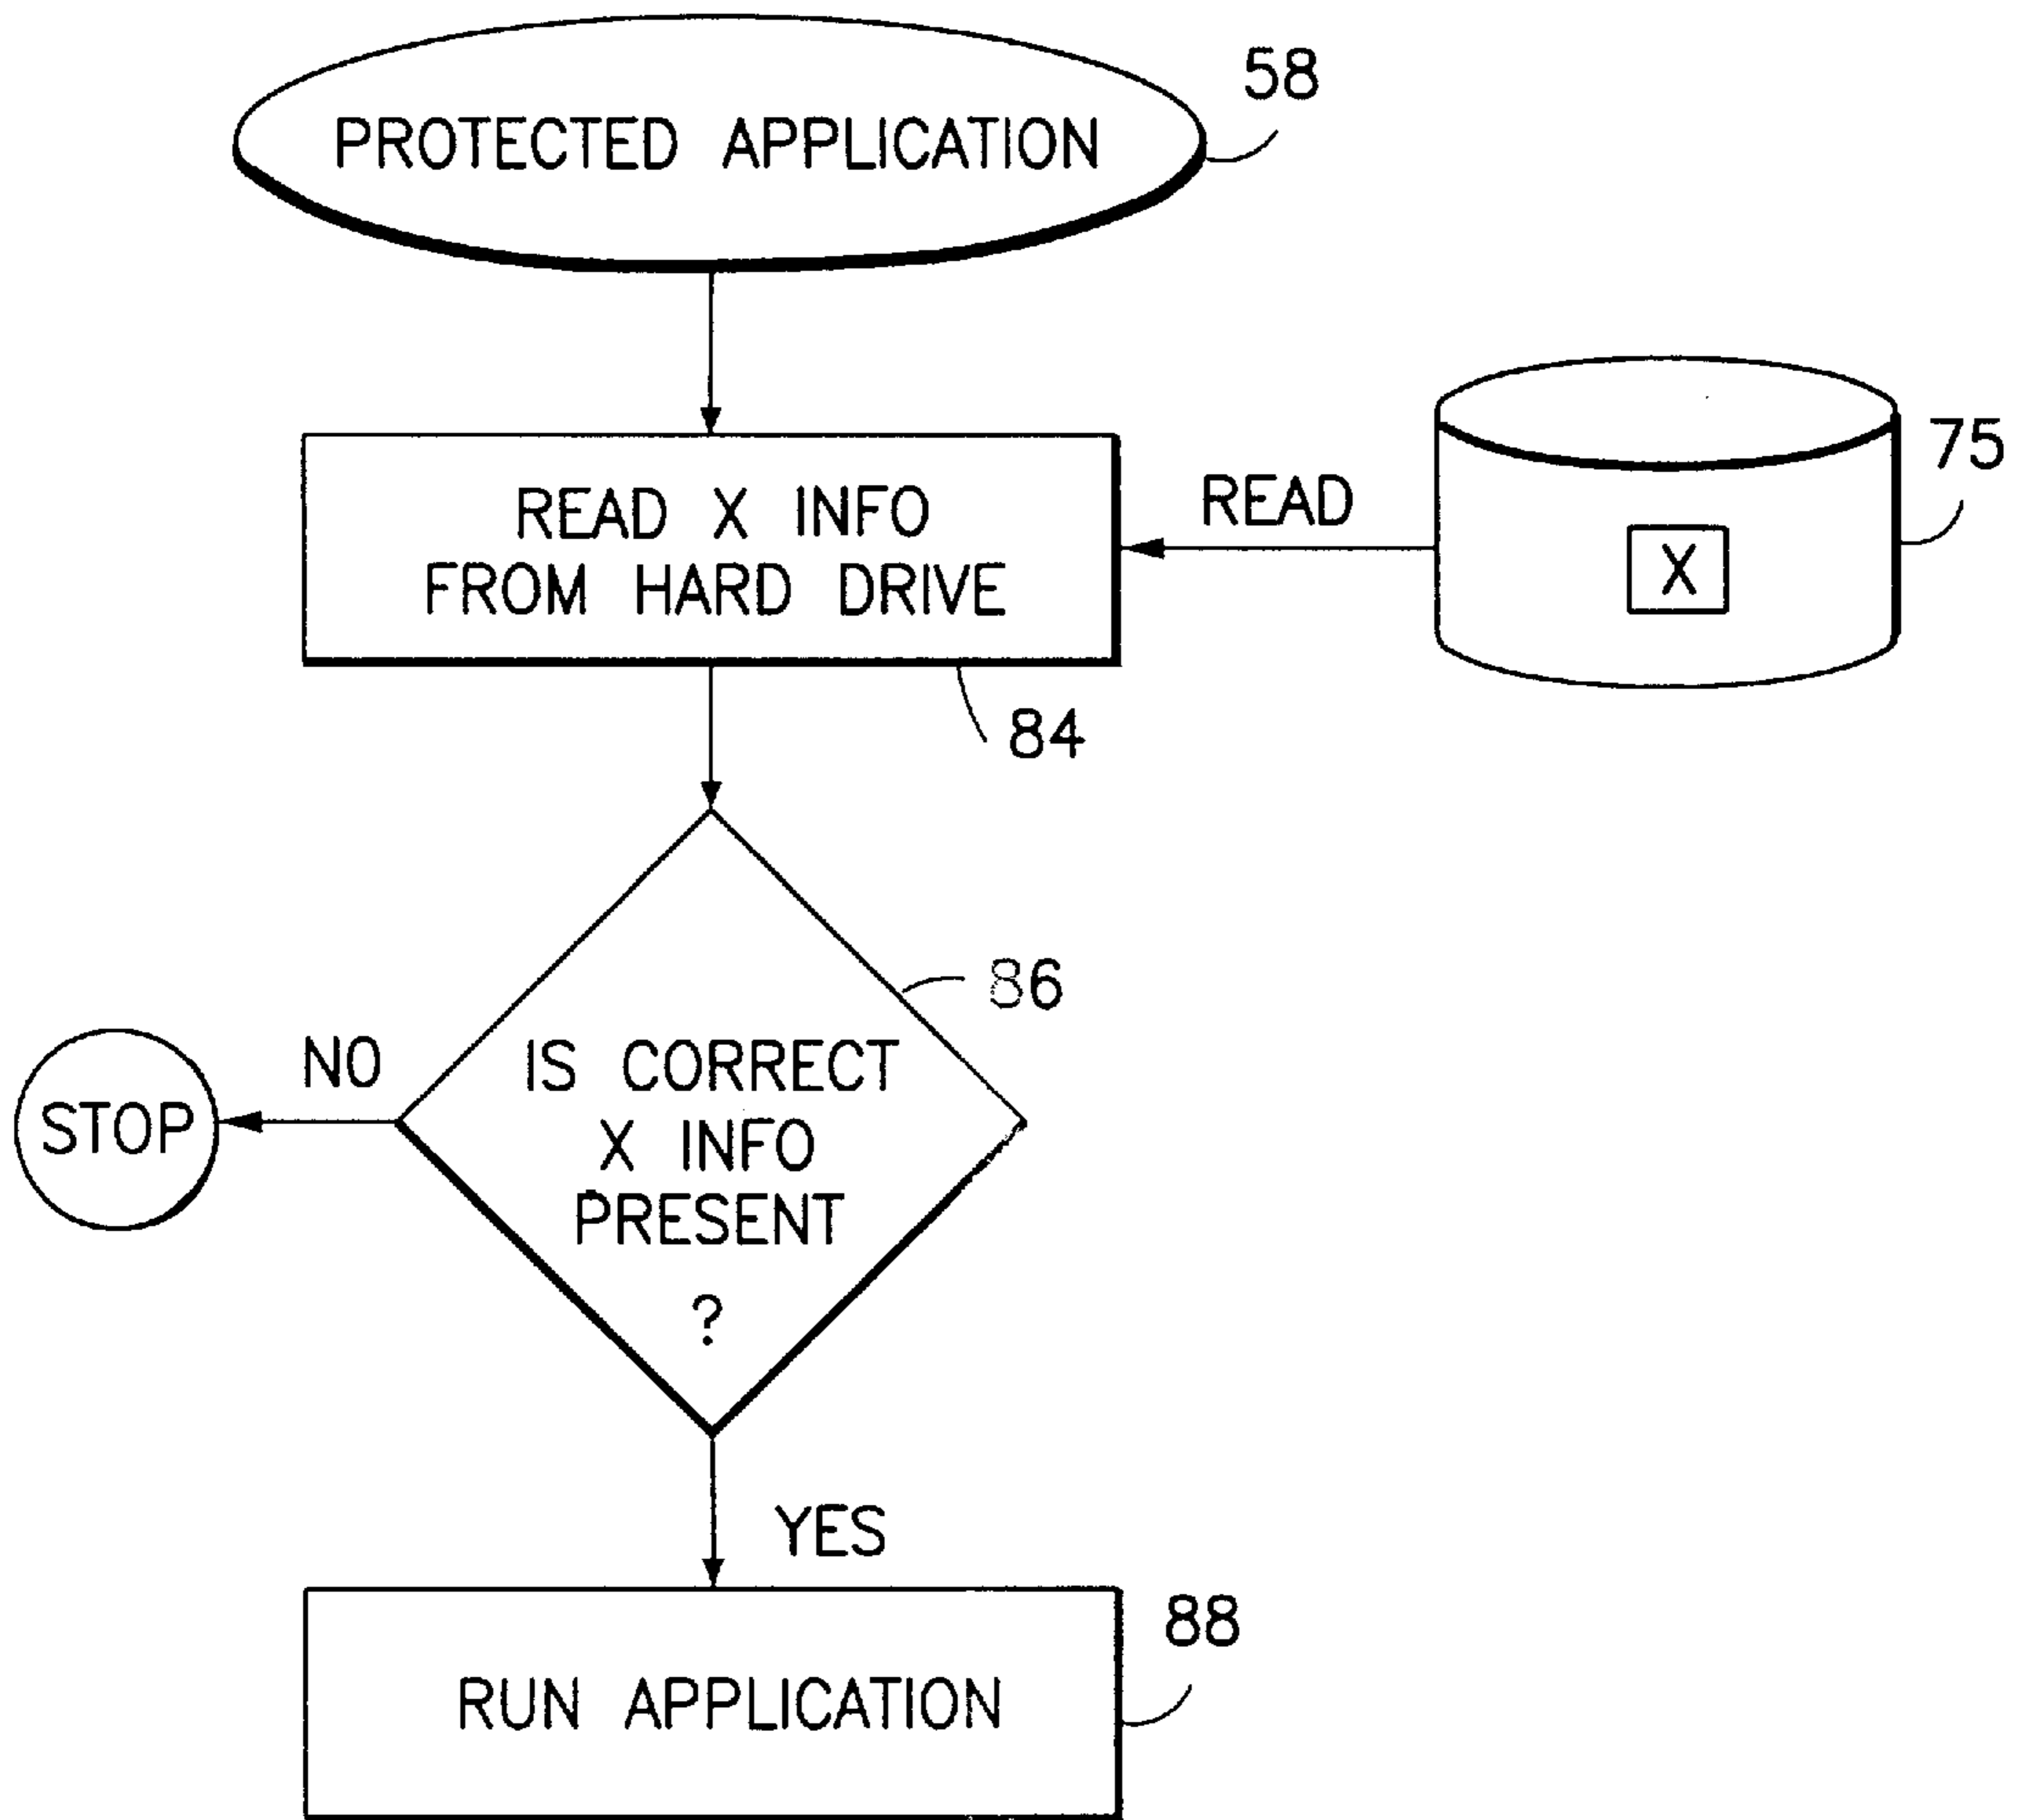 PROTECTED APPLICATION
58
READ X INFO
FROM HARD DRIVE
READ
X
75
84
86
IS CORRECT
X INFO
PRESENT
?
NO
STOP
YES
RUN APPLICATION
88